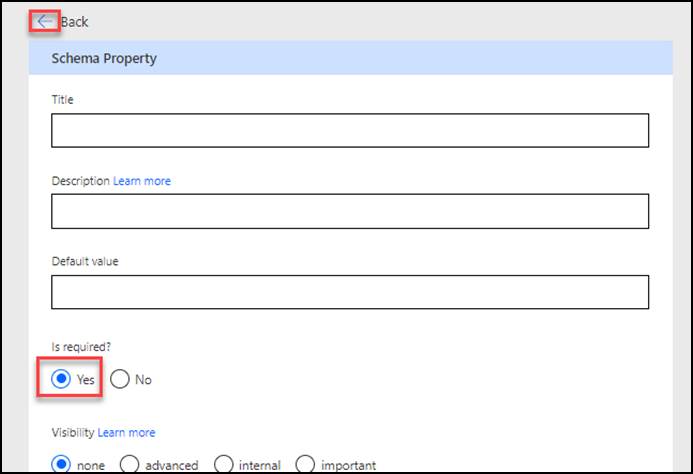 Back
Schema Property
Title
Description Learn more
Default value
Is required?
Yes No
Visibility Learn more
none advanced internal important